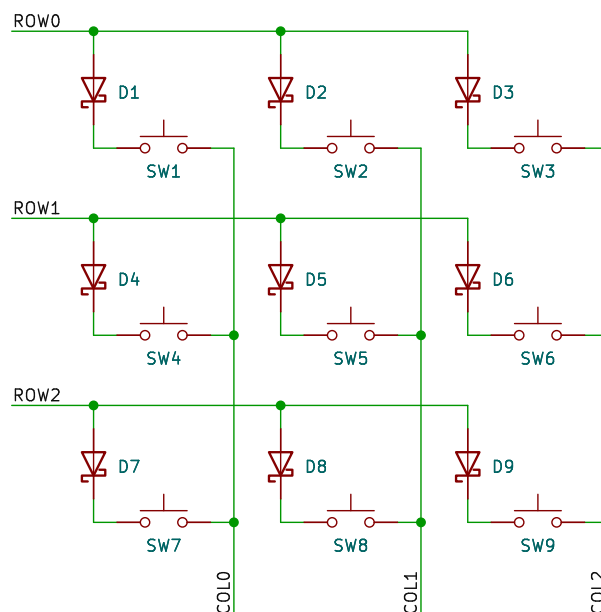 ROW0
D1
D2
D3
SW1
SW2
SW3
ROW1
D4
D5
D6
SW4
SW5
SW6
ROW2
D7
D8
D9
SW7
SW8
SW9
COL0
COL1
COL2